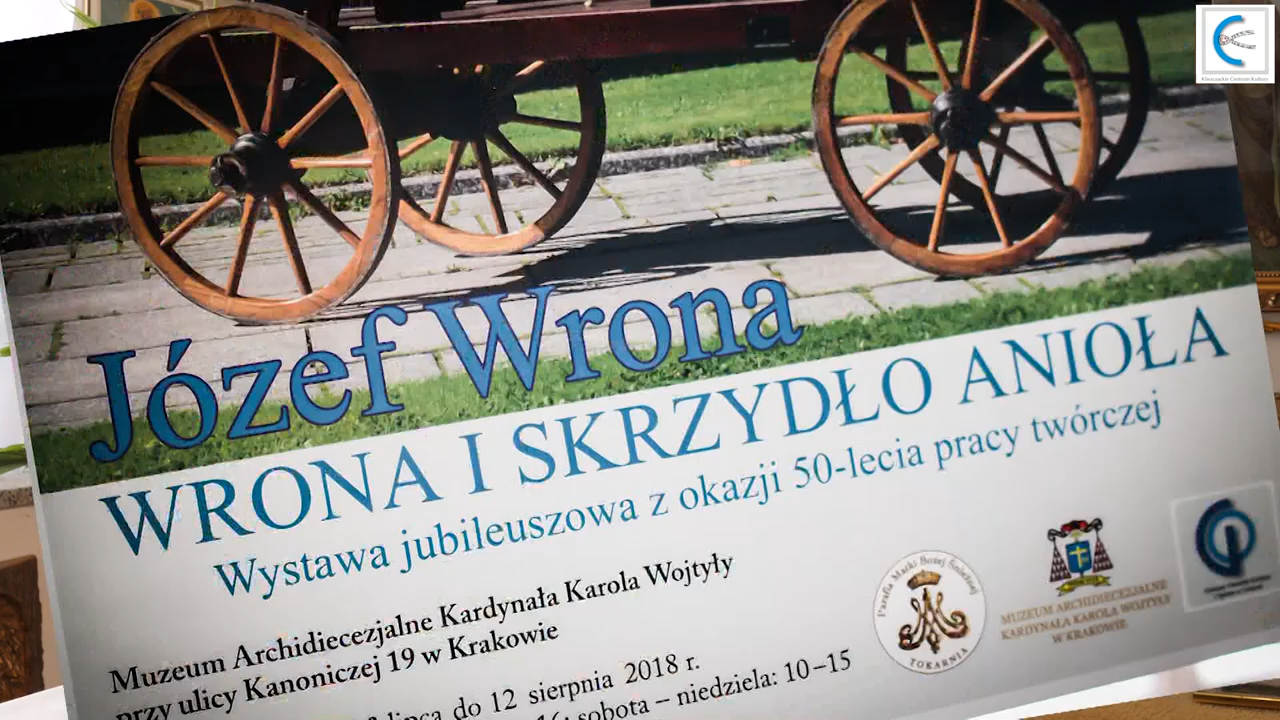 Józef Wrona
WRONA I SKRZYDŁO ANIOŁA
Wystawa jubileuszowa z okazji 50-lecia pracy twórczej
Muzeum Archidiecezjalne Kardynała Karola Wojtyły
przy ulicy Kanoniczej 19 w Krakowie
lipca do 12 sierpnia 2018 r.
16; sobota – niedziela: 10–15
Parafia Matki Bożej Śnieżnej
TOKARNIA
MUZEUM ARCHIDIECEZJALNE
KARDYNAŁA KAROLA WOJTYŁY
W KRAKOWIE